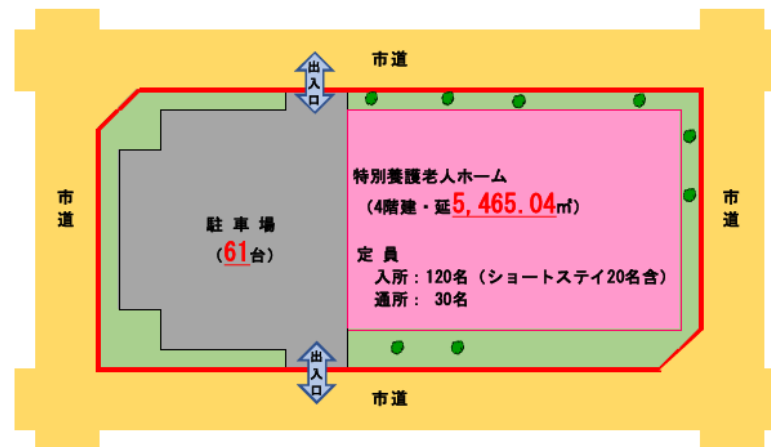 市道
出入口
特別養護老人ホーム
(4階建・延5,465.04㎡)
市道
市道
駐車場
(61台)
定員
入所:120名(ショートステイ20名含)
通所: 30名
出入口
市道